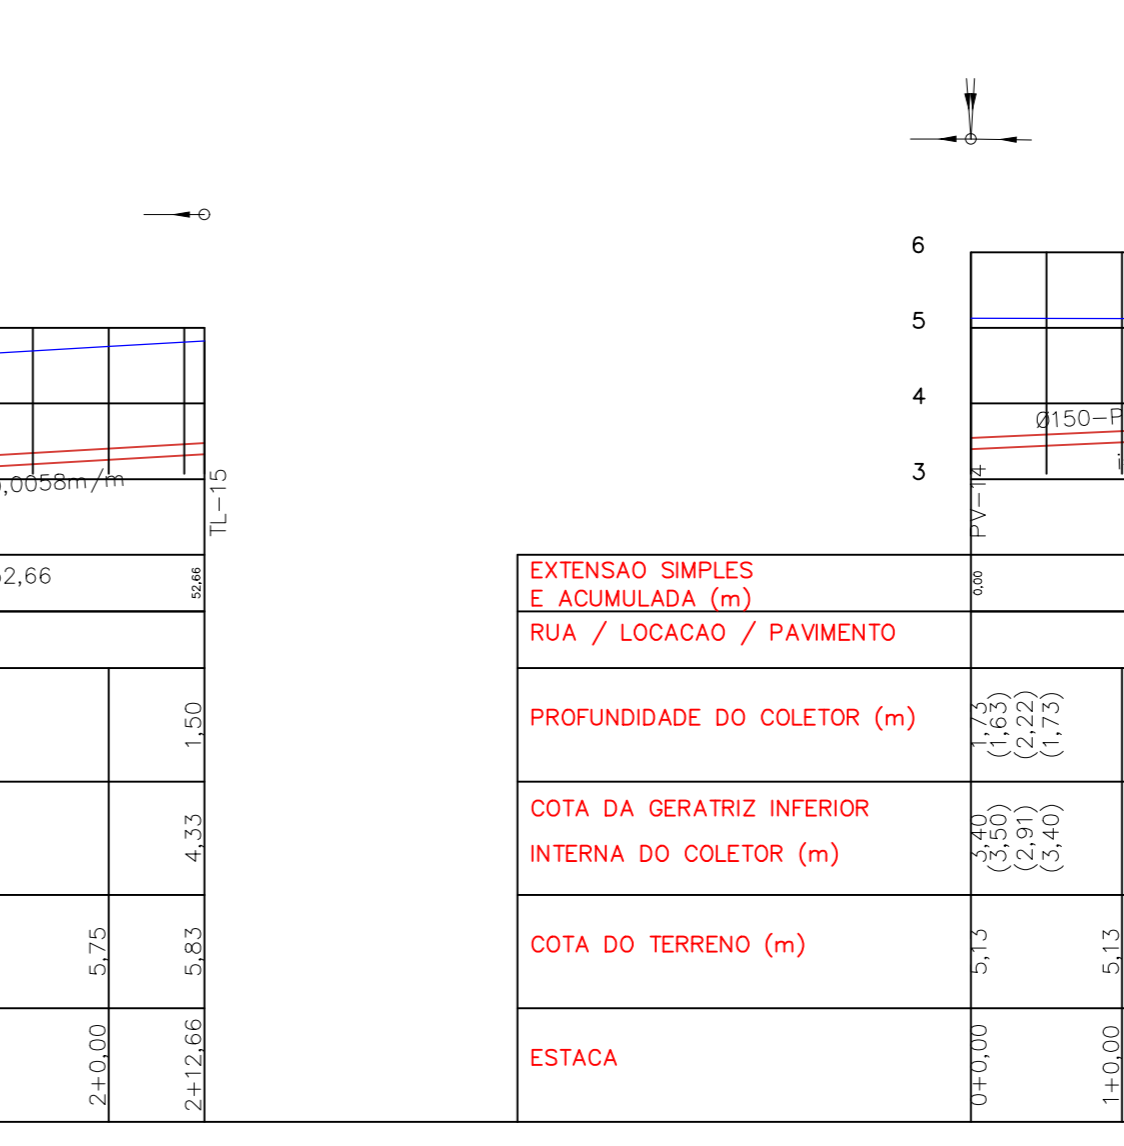 ,0058m/m
TL-15
2,66
52,66
1,50
4,33
5,75
5,83
2+0,00
2+12,66
6
5
4
3
Ø150-P
PV-14
EXTENSAO SIMPLES
E ACUMULADA (m)
0,00
RUA / LOCACAO / PAVIMENTO
PROFUNDIDADE DO COLETOR (m)
1,73
(1,63)
(2,22)
(1,73)
COTA DA GERATRIZ INFERIOR
INTERNA DO COLETOR (m)
3,40
(3,50)
(2,91)
(3,40)
COTA DO TERRENO (m)
5,13
5,13
ESTACA
0+0,00
1+0,00